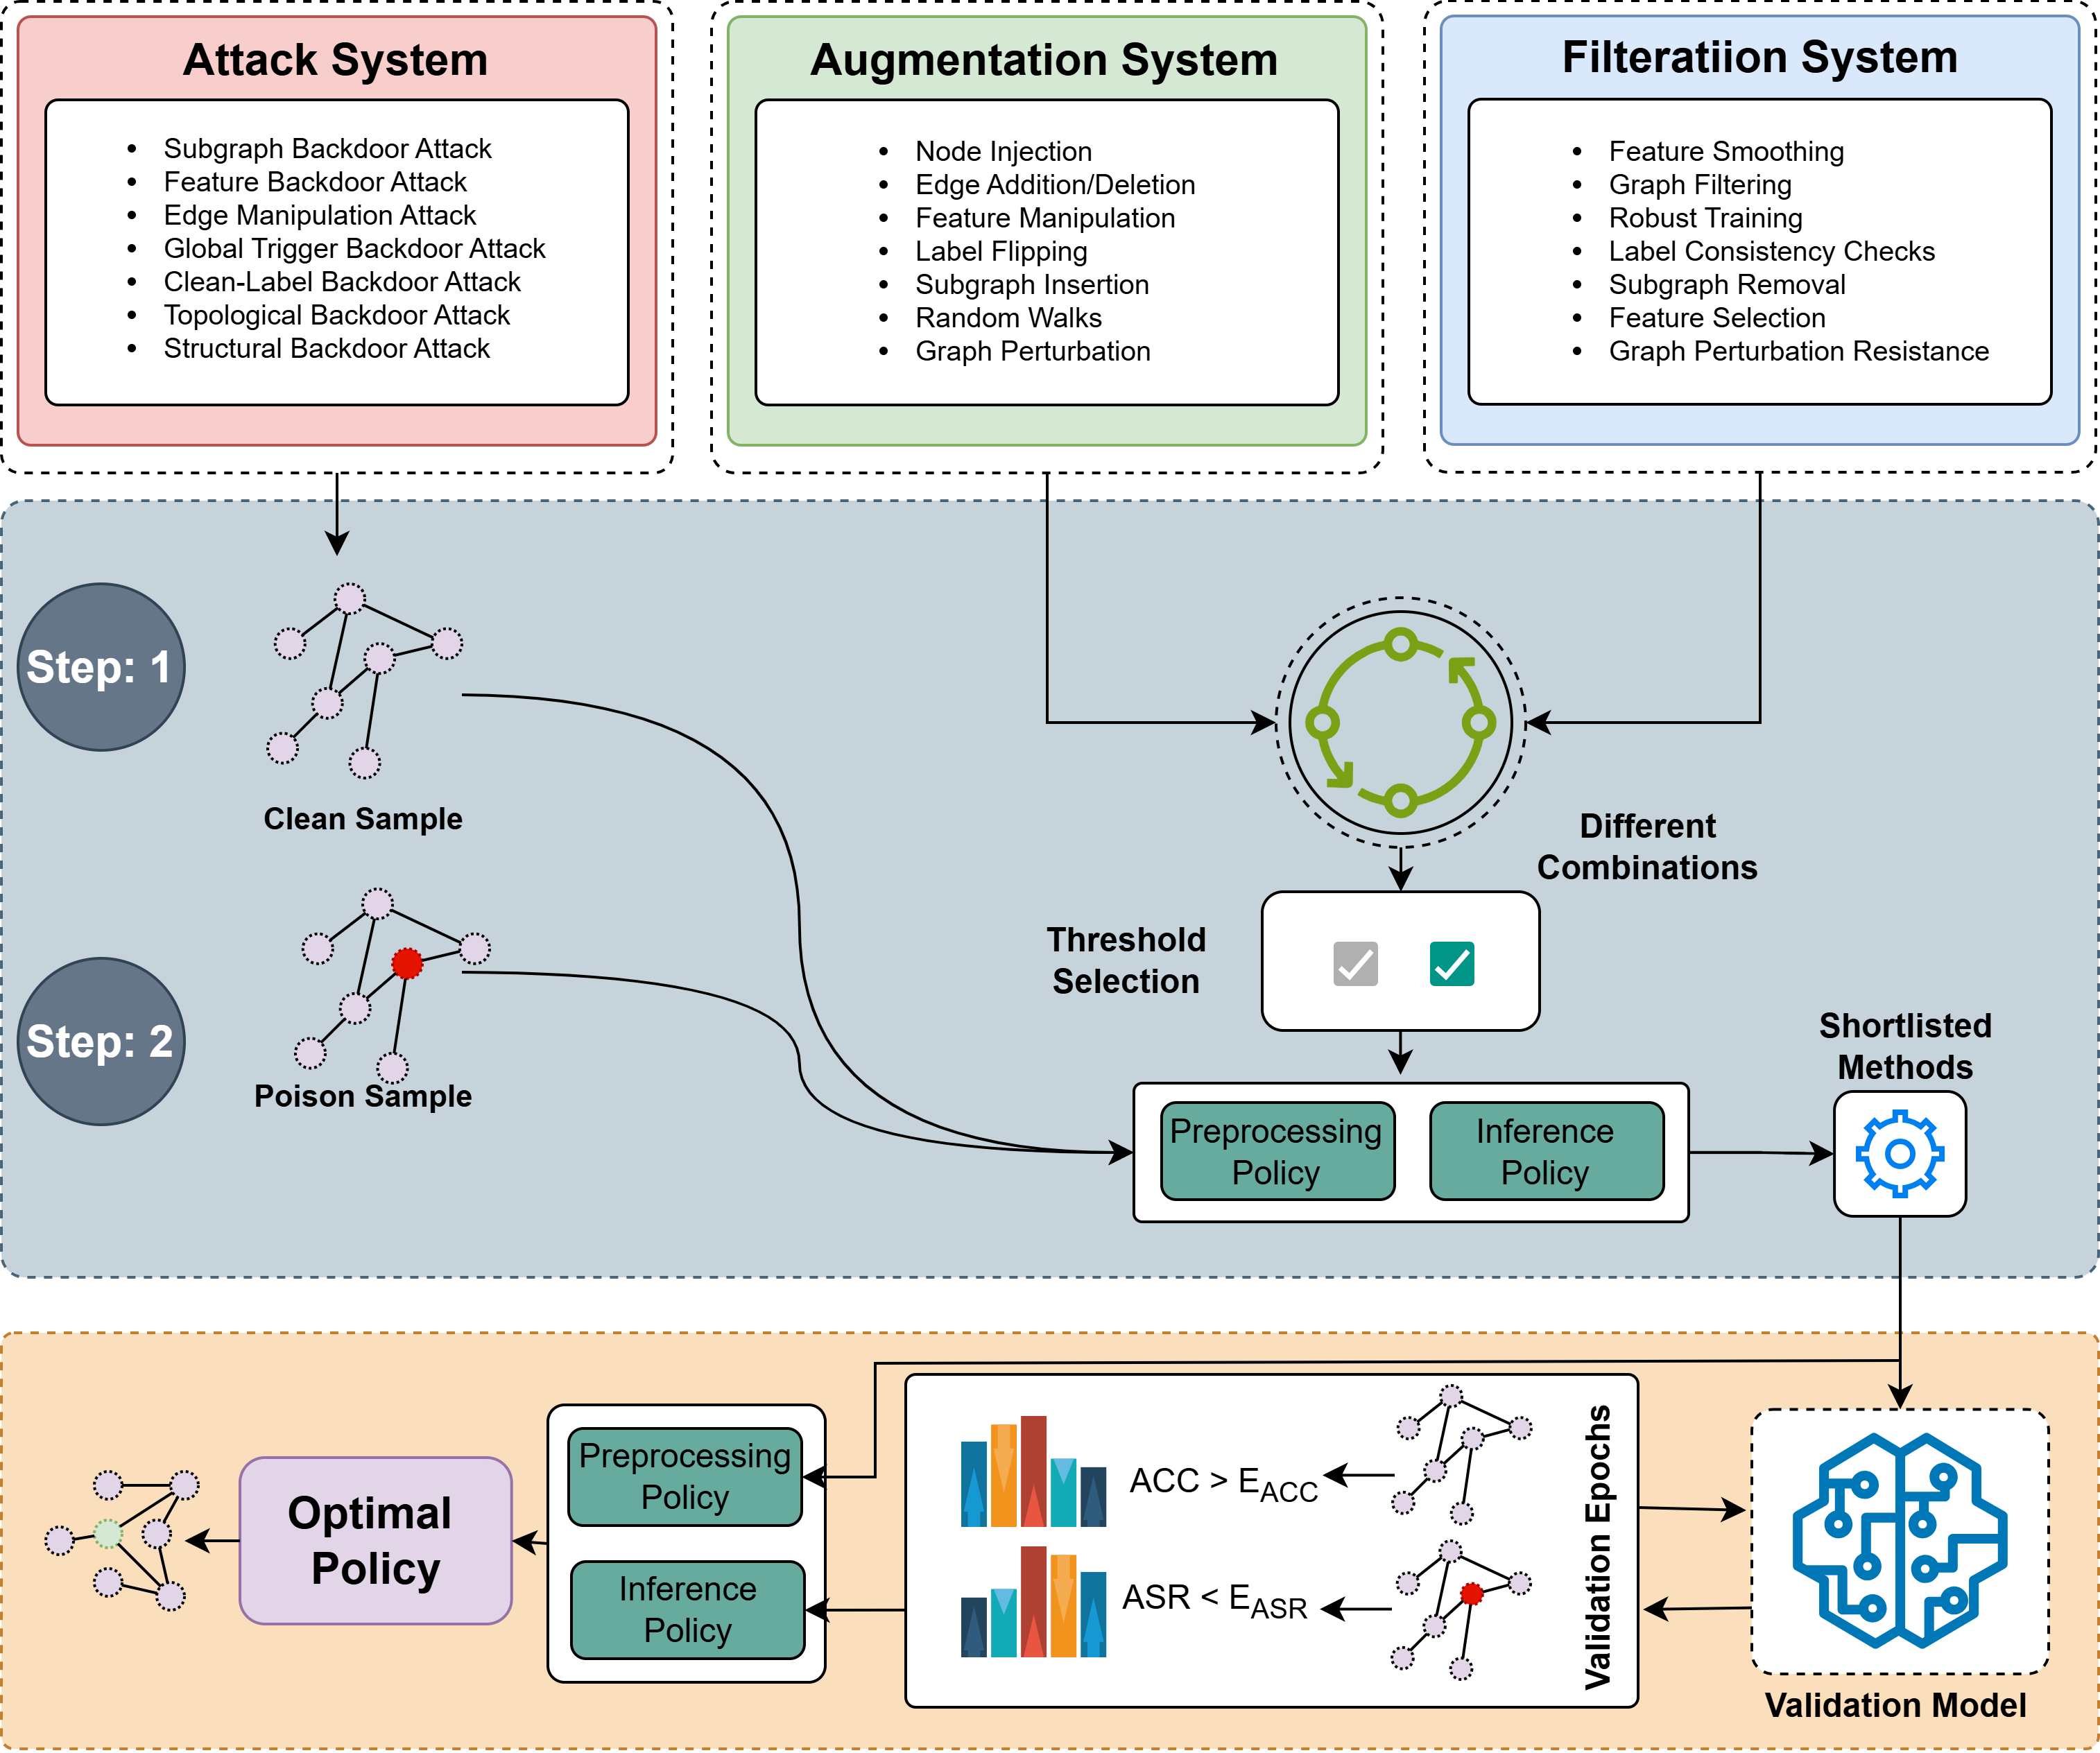 Attack System
• Subgraph Backdoor Attack
• Feature Backdoor Attack
• Edge Manipulation Attack
• Global Trigger Backdoor Attack
• Clean-Label Backdoor Attack
• Topological Backdoor Attack
• Structural Backdoor Attack
Augmentation System
• Node Injection
• Edge Addition/Deletion
• Feature Manipulation
• Label Flipping
• Subgraph Insertion
• Random Walks
• Graph Perturbation
Filteratiion System
• Feature Smoothing
• Graph Filtering
• Robust Training
• Label Consistency Checks
• Subgraph Removal
• Feature Selection
• Graph Perturbation Resistance
Step: 1
Clean Sample
Step: 2
Poison Sample
Different
Combinations
Threshold
Selection
Preprocessing
Policy
Inference
Policy
Shortlisted
Methods
Optimal
Policy
Preprocessing
Policy
Inference
Policy
ACC > E_ACC
ASR < E_ASR
Validation Epochs
Validation Model